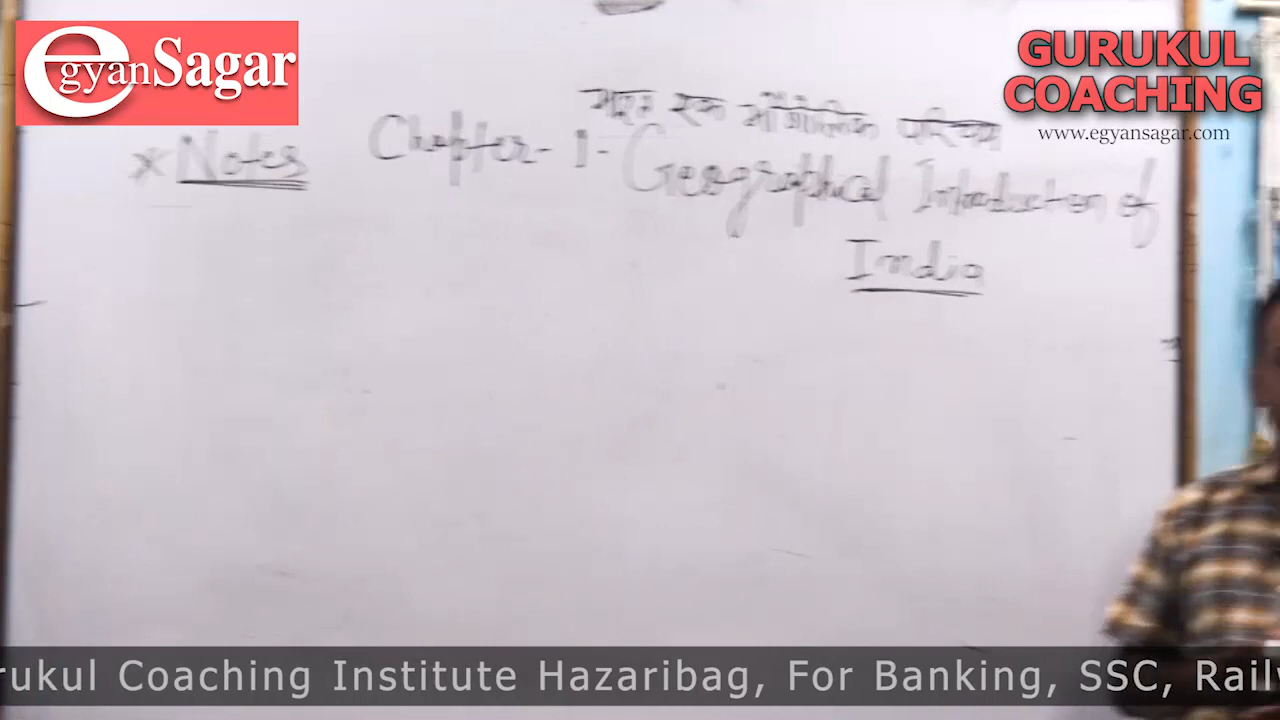 egyanSagar
GURUKUL
COACHING
www.egyansagar.com
भारत एक भौगोलिक परिचय
* Notes Chapter - 1 - Geographical Introduction of
India
rukul Coaching Institute Hazaribag, For Banking, SSC, Railw